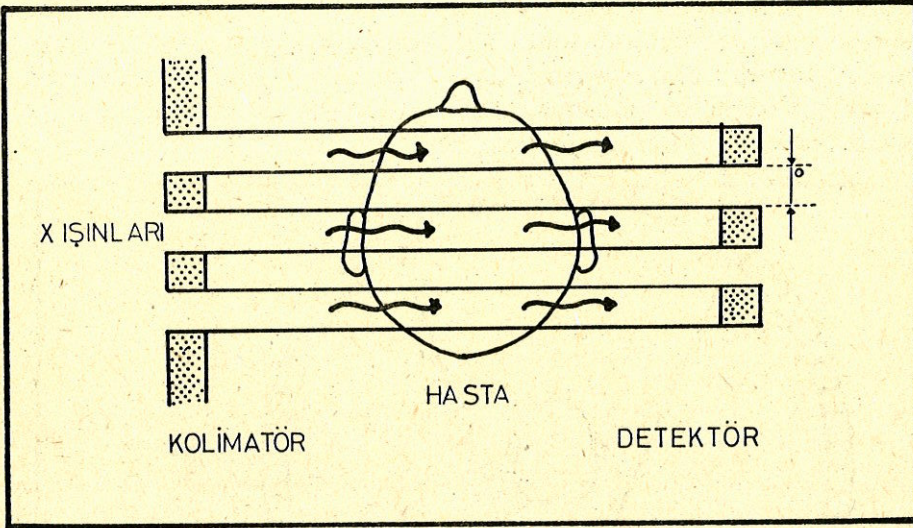 X IŞINLARI
a
HASTA
KOLİMATÖR
DETEKTÖR